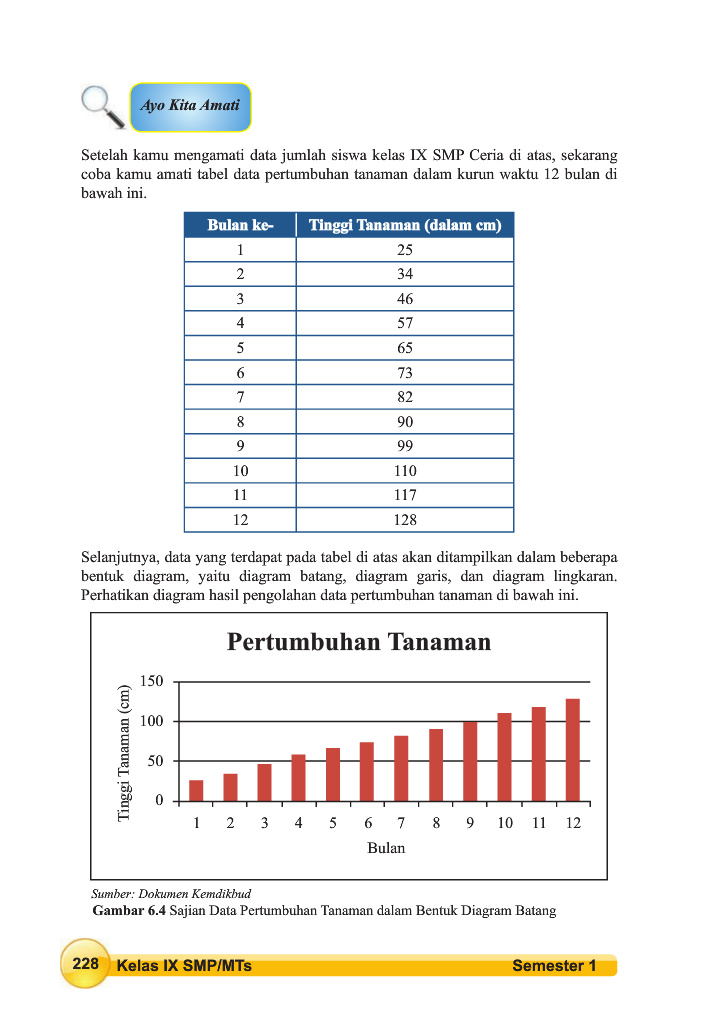 Ayo Kita Amati
Setelah kamu mengamati data jumlah siswa kelas IX SMP Ceria di atas, sekarang
coba kamu amati tabel data pertumbuhan tanaman dalam kurun waktu 12 bulan di
bawah ini.
Bulan ke- Tinggi Tanaman (dalam cm)
1 25
2 34
3 46
4 57
5 65
6 73
7 82
8 90
9 99
10 110
11 117
12 128
Selanjutnya, data yang terdapat pada tabel di atas akan ditampilkan dalam beberapa
bentuk diagram, yaitu diagram batang, diagram garis, dan diagram lingkaran.
Perhatikan diagram hasil pengolahan data pertumbuhan tanaman di bawah ini.
Pertumbuhan Tanaman
Tinggi Tanaman (cm)
150
100
50
0
1 2 3 4 5 6 7 8 9 10 11 12
Bulan
Sumber: Dokumen Kemdikbud
Gambar 6.4 Sajian Data Pertumbuhan Tanaman dalam Bentuk Diagram Batang
228 Kelas IX SMP/MTs Semester 1